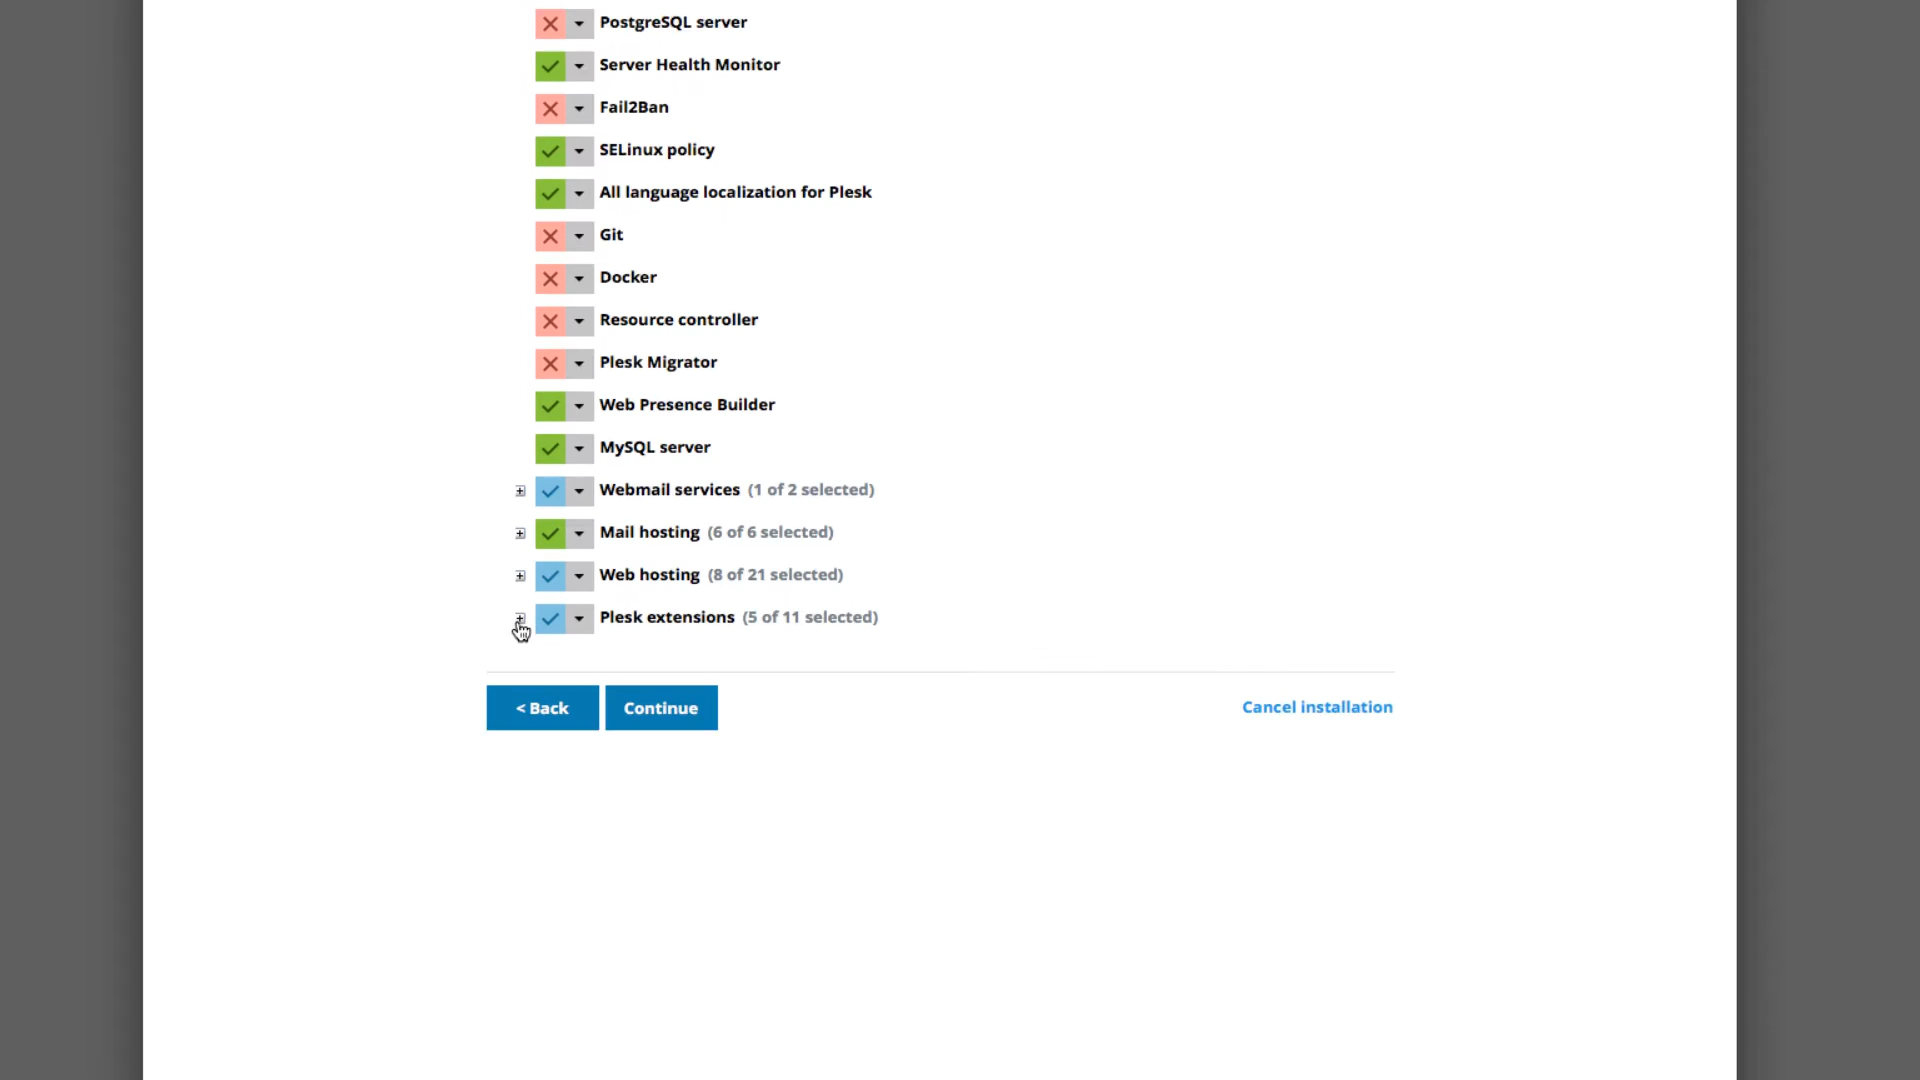 PostgreSQL server
Server Health Monitor
Fail2Ban
SELinux policy
All language localization for Plesk
Git
Docker
Resource controller
Plesk Migrator
Web Presence Builder
MySQL server
Webmail services (1 of 2 selected)
Mail hosting (6 of 6 selected)
Web hosting (8 of 21 selected)
Plesk extensions (5 of 11 selected)
< Back Continue Cancel installation